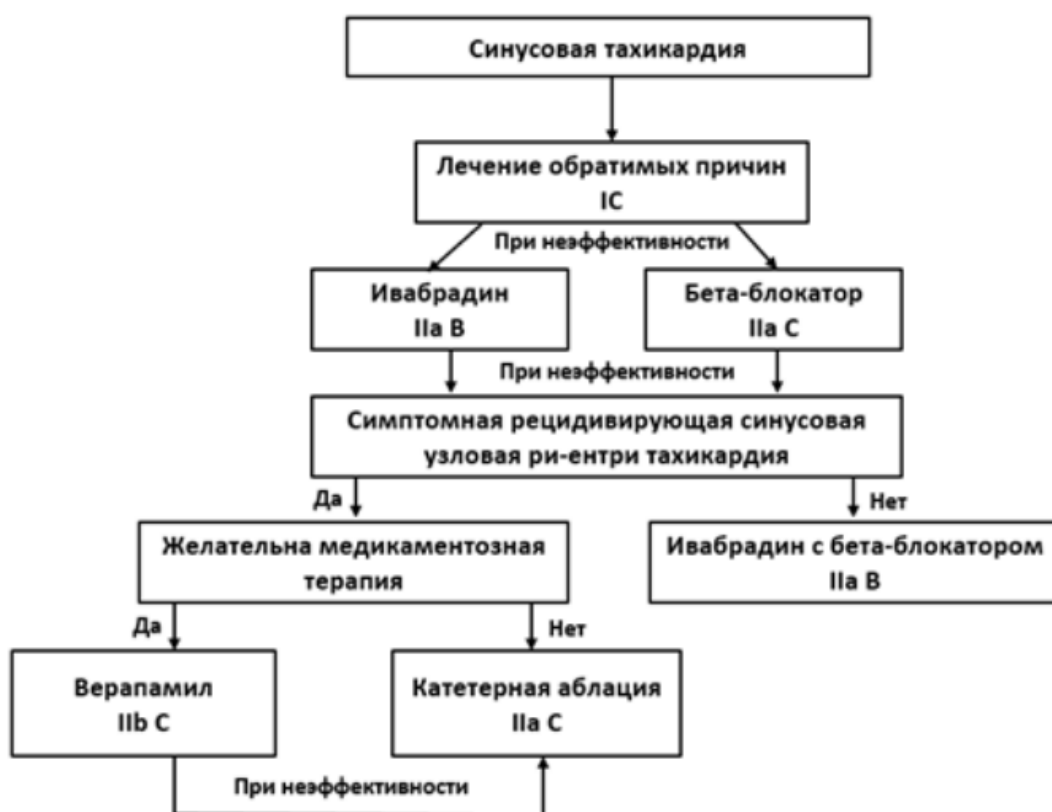 Синусовая тахикардия
Лечение обратимых причин
IC
При неэффективности
Ивабрадин
IIa B
Бета-блокатор
IIa C
При неэффективности
Симптомная рецидивирующая синусовая
узловая ри-ентри тахикардия
Да
Нет
Желательна медикаментозная
терапия
Ивабрадин с бета-блокатором
IIa B
Да
Нет
Верапамил
IIb C
Катетерная аблация
IIa C
При неэффективности